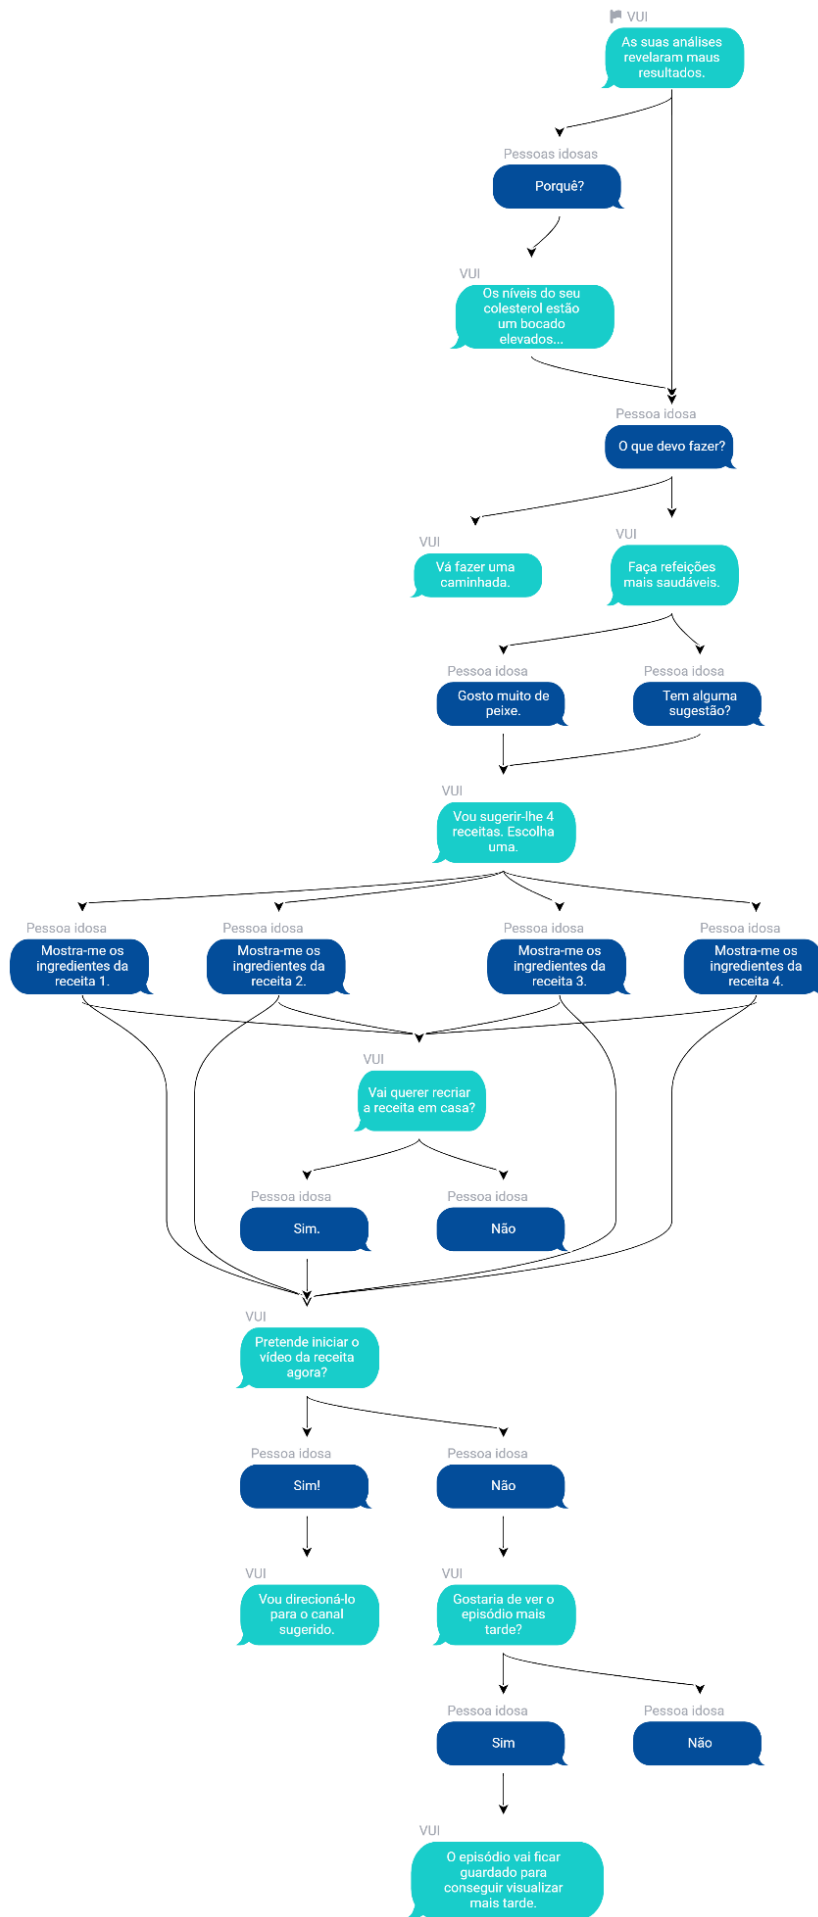 VUI
As suas análises
revelaram maus
resultados.
Pessoas idosas
Porquê?
VUI
Os níveis do seu
colesterol estão
um bocado
elevados...
Pessoa idosa
O que devo fazer?
VUI
Vá fazer uma
caminhada.
VUI
Faça refeições
mais saudáveis.
Pessoa idosa
Gosto muito de
peixe.
Pessoa idosa
Tem alguma
sugestão?
VUI
Vou sugerir-lhe 4
receitas. Escolha
uma.
Pessoa idosa
Mostra-me os
ingredientes da
receita 1.
Pessoa idosa
Mostra-me os
ingredientes da
receita 2.
Pessoa idosa
Mostra-me os
ingredientes da
receita 3.
Pessoa idosa
Mostra-me os
ingredientes da
receita 4.
VUI
Vai querer recriar
a receita em casa?
Pessoa idosa
Sim.
Pessoa idosa
Não
VUI
Pretende iniciar o
vídeo da receita
agora?
Pessoa idosa
Sim!
Pessoa idosa
Não
VUI
Vou direcioná-lo
para o canal
sugerido.
VUI
Gostaria de ver o
episódio mais
tarde?
Pessoa idosa
Sim
Pessoa idosa
Não
VUI
O episódio vai ficar
guardado para
conseguir visualizar
mais tarde.